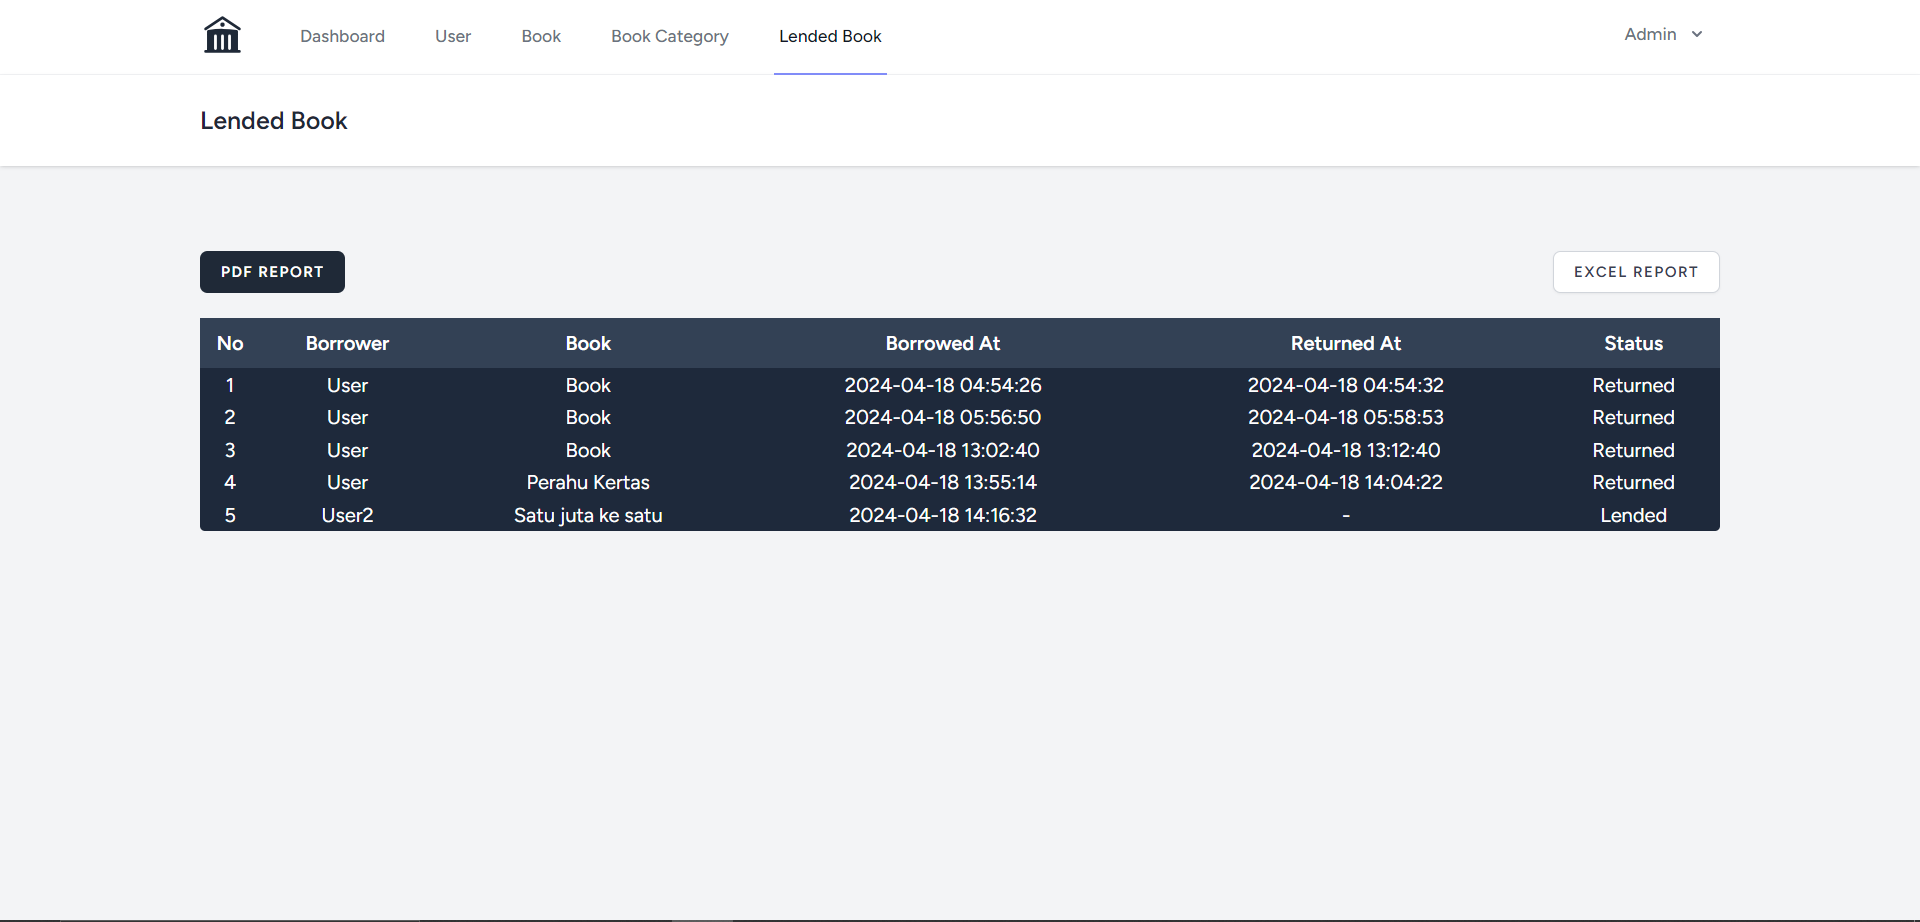 Dashboard User Book Book Category Lended Book Admin
Lended Book
PDF REPORT EXCEL REPORT
No Borrower Book Borrowed At Returned At Status
1 User Book 2024-04-18 04:54:26 2024-04-18 04:54:32 Returned
2 User Book 2024-04-18 05:56:50 2024-04-18 05:58:53 Returned
3 User Book 2024-04-18 13:02:40 2024-04-18 13:12:40 Returned
4 User Perahu Kertas 2024-04-18 13:55:14 2024-04-18 14:04:22 Returned
5 User2 Satu juta ke satu 2024-04-18 14:16:32 - Lended